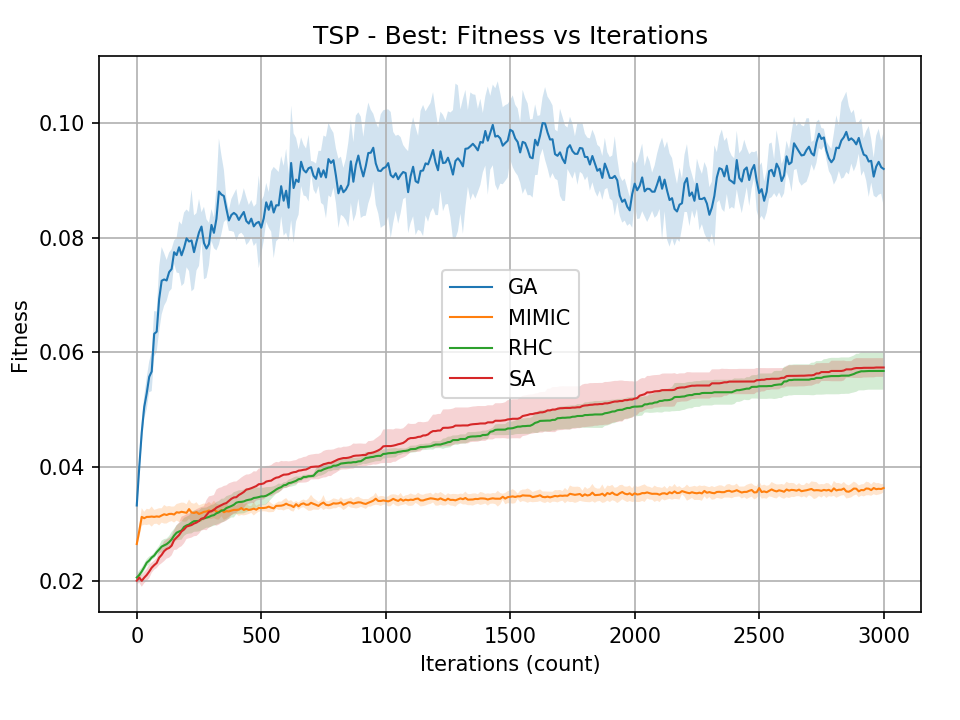 TSP - Best: Fitness vs Iterations
Fitness
0.10
0.08
0.06
0.04
0.02
GA
MIMIC
RHC
SA
0 500 1000 1500 2000 2500 3000
Iterations (count)